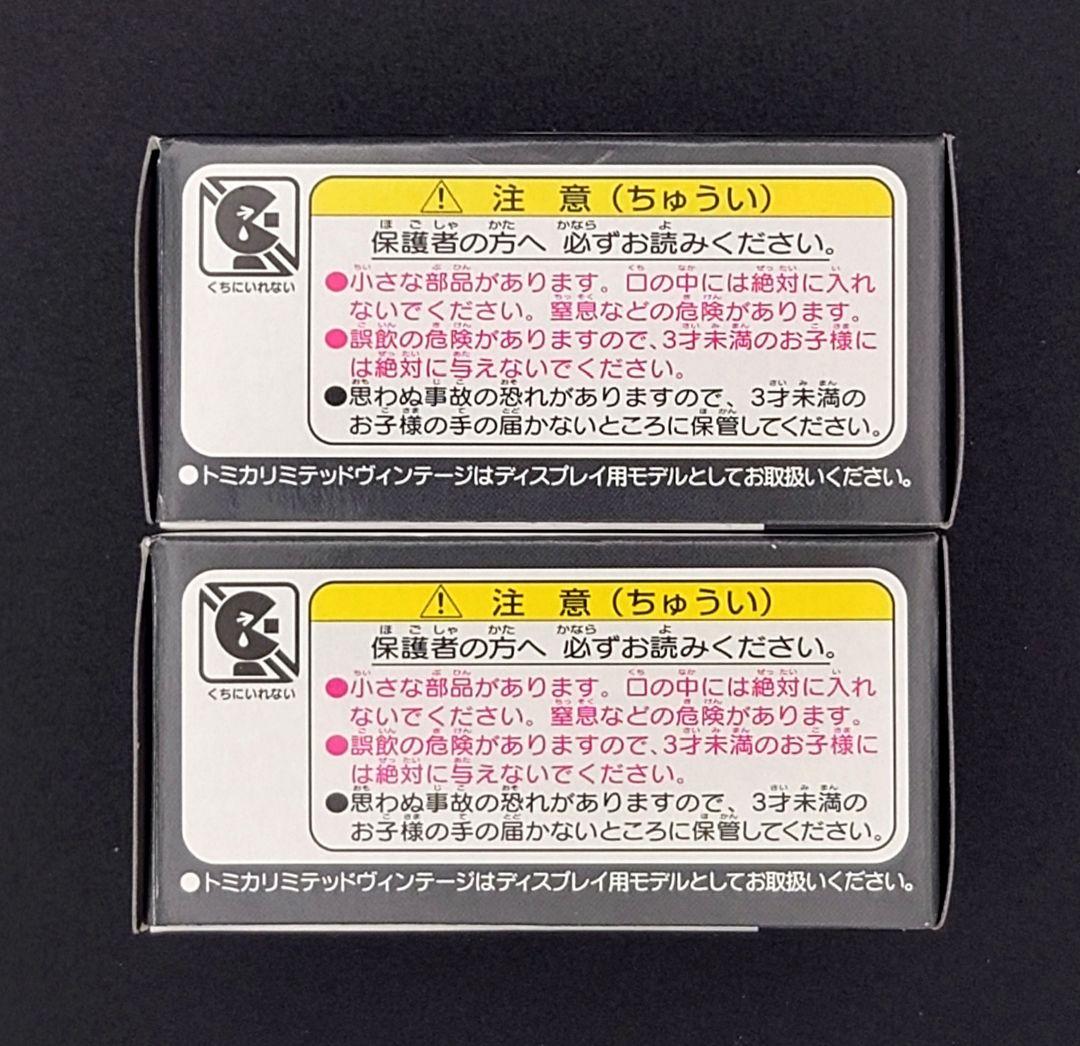 注 意（ちゅうい）
保護者の方へ 必ずお読みください。
くちにいれない
●小さな部品があります。口の中には絶対に入れ
ないでください。窒息などの危険があります。
●誤飲の危険がありますので、3才未満のお子様に
は絶対に与えないでください。
●思わぬ事故の恐れがありますので、3才未満の
お子様の手の届かないところに保管してください。
●トミカリミテッドヴィンテージはディスプレイ用モデルとしてお取扱いください。
注 意（ちゅうい）
保護者の方へ 必ずお読みください。
くちにいれない
●小さな部品があります。口の中には絶対に入れ
ないでください。窒息などの危険があります。
●誤飲の危険がありますので、3才未満のお子様に
は絶対に与えないでください。
●思わぬ事故の恐れがありますので、3才未満の
お子様の手の届かないところに保管してください。
●トミカリミテッドヴィンテージはディスプレイ用モデルとしてお取扱いください。